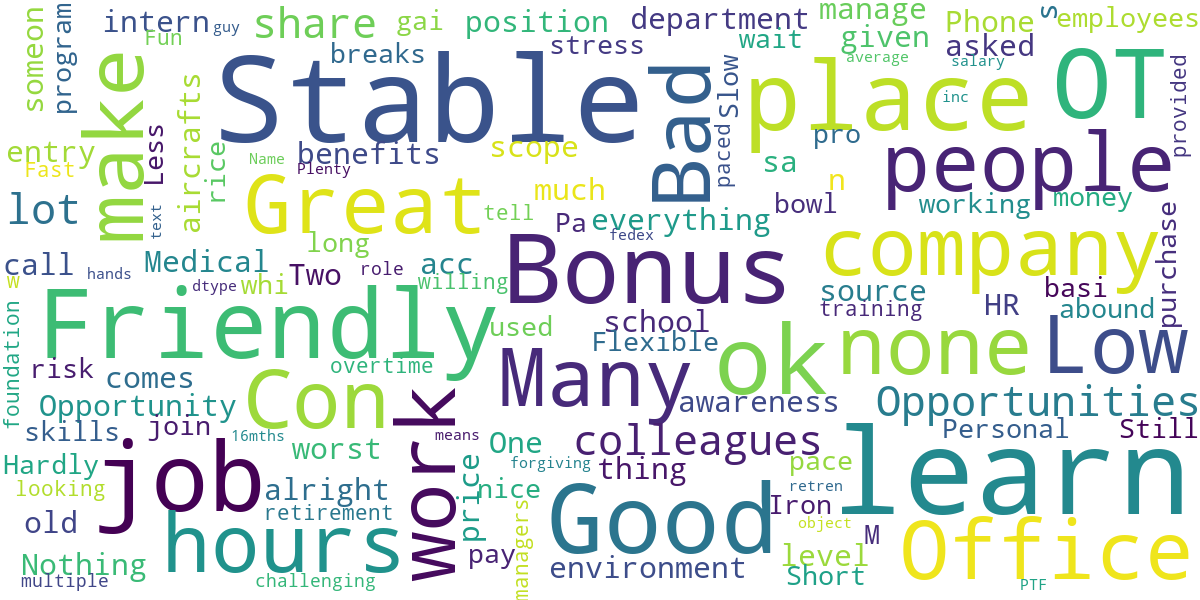 someon
program
intern
guy
share
gai
position
department
manage
Phone
s
employees
Fun
breaks
stress
wait
given
asked
average
salary
make
Less
aircrafts
Stable
Bad
Slow
place
inc
OT
provided
entry
Fast
rice
Name
benefits
Plenty
scope
paced
pro
people
sa
lot
text
Great
tell
much
Pa
everything
bowl
n
working
money
long
fedex
purchase
call
w
hands
Medical
dtype
whi
Two
role
acc
willing
Bonus
company
source
training
HR
basi
abound
foundation
Friendly
used
school
Flexible
none
Low
risk
comes
overtime
Many
ok
Opportunity
Con
awareness
Opportunities
skills
join
16mths
worst
work
means
One
colleagues
Personal
Still
Hardly
looking
job
alright
price
forgiving
thing
pace
retren
learn
old
retirement
nice
Good
Iron
object
M
Office
Nothing
hours
pay
managers
environment
level
Short
multiple
challenging
PTF